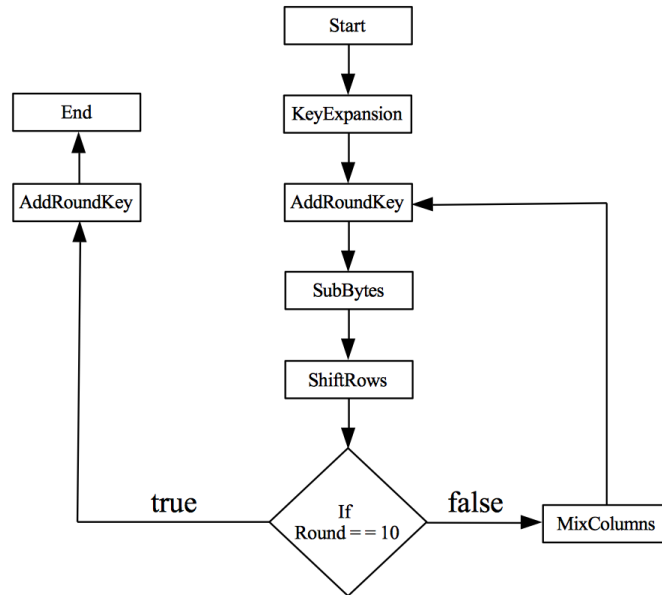 Start
KeyExpansion
End
AddRoundKey
AddRoundKey
SubBytes
ShiftRows
true
If
Round = = 10
false
MixColumns